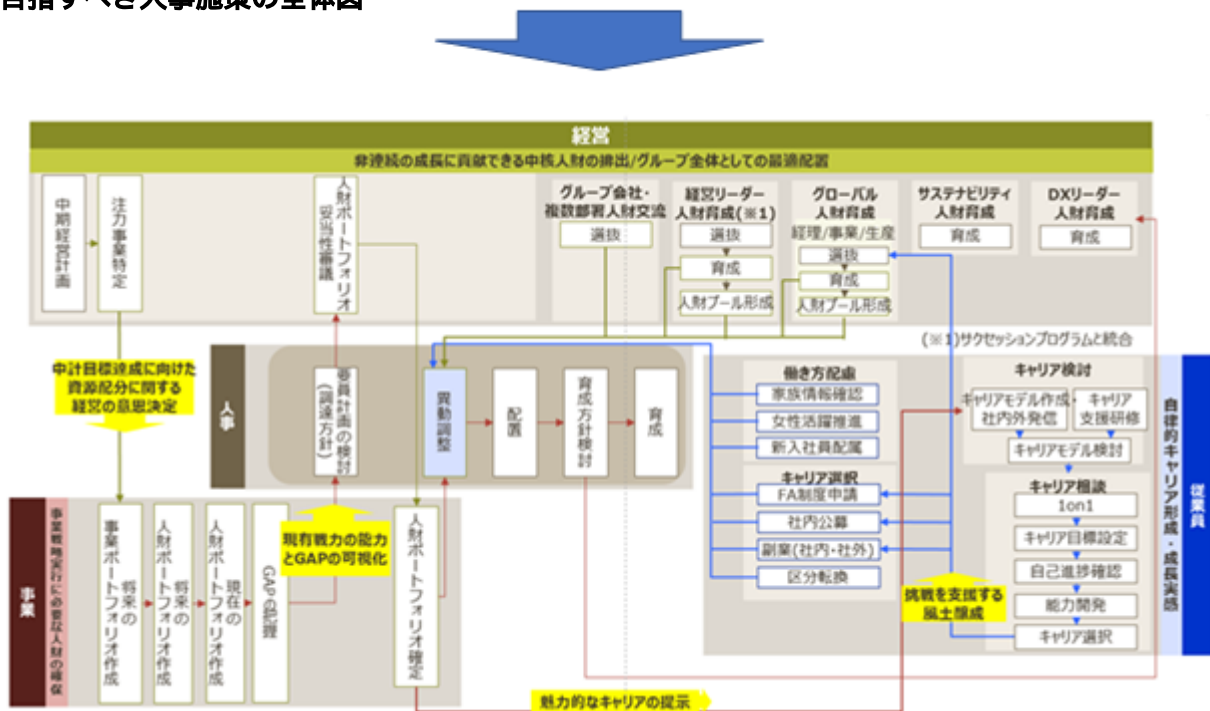 目指すべき人事施策の全体図
経営
非連続の成長に貢献できる中核人財の排出/グループ全体としての最適配置
中期経営計画
注力事業特定
人財ポートフォリオ
妥当性審議
グループ会社・
複数部署人財交流
選抜
経営リーダー
人財育成(※1)
選抜
育成
人財プール形成
グローバル
人財育成
経理/事業/生産
選抜
育成
人財プール形成
サステナビリティ
人財育成
育成
DXリーダー
人財育成
育成
(※1)サクセッションプログラムと統合
中計目標達成に向けた
資源配分に関する
経営の意思決定
人事
要員計画の検討
(調達方針)
異動調整
配置
育成方針検討
育成
働き方配慮
家族情報確認
女性活躍推進
新入社員配属
キャリア選択
FA制度申請
社内公募
副業(社内・社外)
区分転換
キャリア検討
キャリアモデル作成・
社内外発信
キャリア
支援研修
キャリアモデル検討
キャリア相談
1on1
キャリア目標設定
自己進捗確認
能力開発
キャリア選択
自律的キャリア形成・成長実感
従業員
挑戦を支援する
風土醸成
事業
事業戦略実行に必要な人財の確保
将来の
事業ポートフォリオ作成
将来の
人財ポートフォリオ作成
現在の
人財ポートフォリオ作成
GAPの処理
現有戦力の能力
とGAPの可視化
人財ポートフォリオ確定
魅力的なキャリアの提示